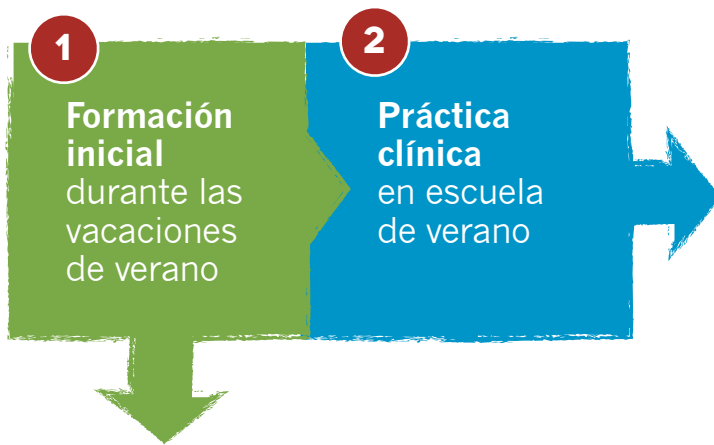 1
Formación
inicial
durante las
vacaciones
de verano
2
Práctica
clínica
en escuela
de verano